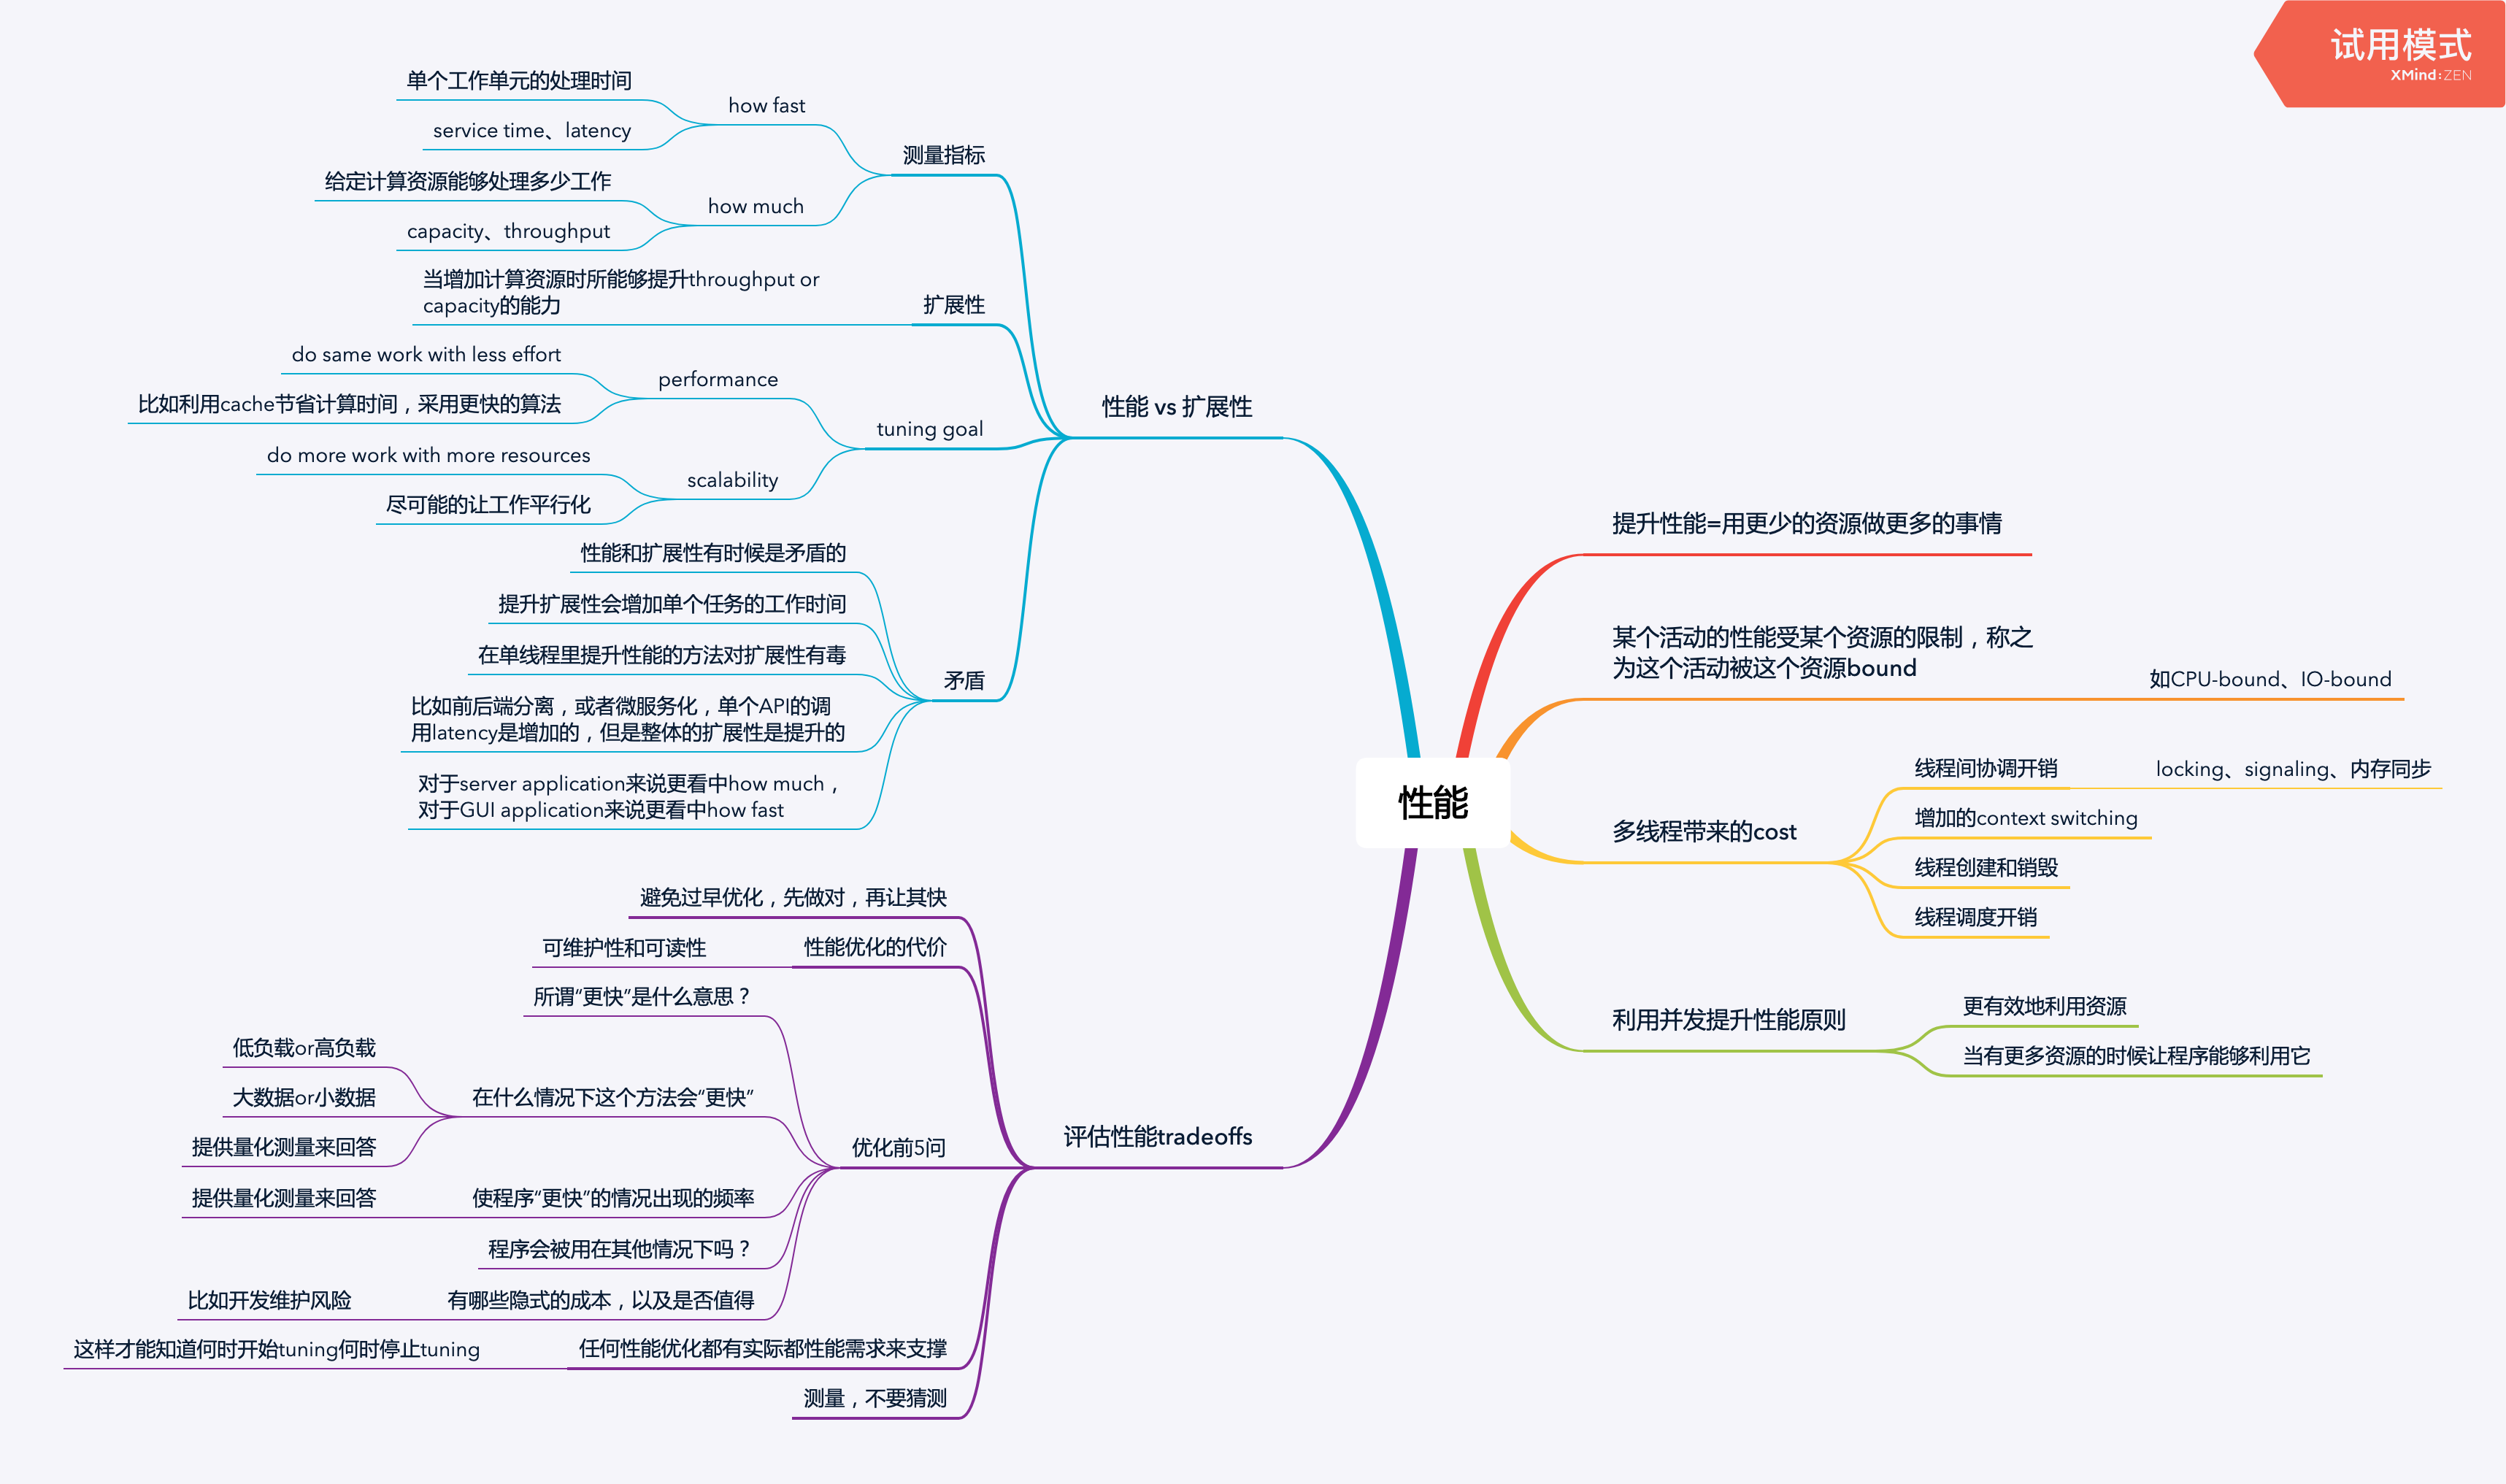 试用模式
XMind:ZEN
性能
提升性能=用更少的资源做更多的事情
某个活动的性能受某个资源的限制，称之
为这个活动被这个资源bound
如CPU-bound、IO-bound
多线程带来的cost
线程间协调开销
locking、signaling、内存同步
增加的context switching
线程创建和销毁
线程调度开销
利用并发提升性能原则
更有效地利用资源
当有更多资源的时候让程序能够利用它
性能 vs 扩展性
测量指标
how fast
单个工作单元的处理时间
service time、latency
how much
给定计算资源能够处理多少工作
capacity、throughput
扩展性
当增加计算资源时所能够提升throughput or
capacity的能力
tuning goal
performance
do same work with less effort
比如利用cache节省计算时间，采用更快的算法
scalability
do more work with more resources
尽可能的让工作平行化
矛盾
性能和扩展性有时候是矛盾的
提升扩展性会增加单个任务的工作时间
在单线程里提升性能的方法对扩展性有毒
比如前后端分离，或者微服务化，单个API的调
用latency是增加的，但是整体的扩展性是提升的
对于server application来说更看中how much，
对于GUI application来说更看中how fast
评估性能tradeoffs
避免过早优化，先做对，再让其快
性能优化的代价
可维护性和可读性
优化前5问
所谓“更快”是什么意思？
在什么情况下这个方法会“更快”
低负载or高负载
大数据or小数据
提供量化测量来回答
使程序“更快”的情况出现的频率
提供量化测量来回答
程序会被用在其他情况下吗？
有哪些隐式的成本，以及是否值得
比如开发维护风险
任何性能优化都有实际都性能需求来支撑
这样才能知道何时开始tuning何时停止tuning
测量，不要猜测